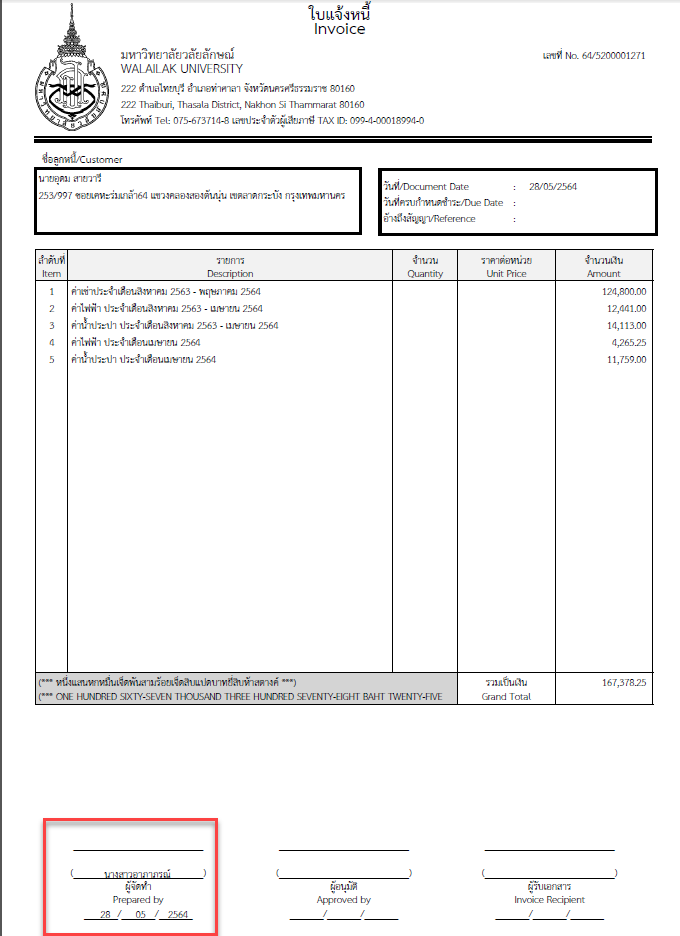 ใบแจ้งหนี้
Invoice
มหาวิทยาลัยวลัยลักษณ์
WALAILAK UNIVERSITY
เลขที่ No. 64/5200001271
222 ตำบลไทยบุรี อำเภอท่าศาลา จังหวัดนครศรีธรรมราช 80160
222 Thaiburi, Thasala District, Nakhon Si Thammarat 80160
โทรศัพท์ Tel: 075-673714-8 เลขประจำตัวผู้เสียภาษี TAX ID: 099-4-00018994-0
ชื่อลูกหนี้/Customer
นายอุดม สายวารี
253/997 ซอยเคหะร่มเกล้า64 แขวงคลองสองต้นนุ่น เขตลาดกระบัง กรุงเทพมหานคร
วันที่/Document Date : 28/05/2564
วันที่ครบกำหนดชำระ/Due Date :
อ้างถึงสัญญา/Reference :
ลำดับที่ รายการ จำนวน ราคาต่อหน่วย จำนวนเงิน
Item Description Quantity Unit Price Amount
1 ค่าเช่าประจำเดือนสิงหาคม 2563 - พฤษภาคม 2564 124,800.00
2 ค่าไฟฟ้า ประจำเดือนสิงหาคม 2563 - เมษายน 2564 12,441.00
3 ค่าน้ำประปา ประจำเดือนสิงหาคม 2563 - เมษายน 2564 14,113.00
4 ค่าไฟฟ้า ประจำเดือนเมษายน 2564 4,265.25
5 ค่าน้ำประปา ประจำเดือนเมษายน 2564 11,759.00
(*** หนึ่งแสนหกหมื่นเจ็ดพันสามร้อยเจ็ดสิบแปดบาทยี่สิบห้าสตางค์ ***) รวมเป็นเงิน 167,378.25
(*** ONE HUNDRED SIXTY-SEVEN THOUSAND THREE HUNDRED SEVENTY-EIGHT BAHT TWENTY-FIVE Grand Total
( นางสาวอาภาภรณ์ ) ( ) ( )
ผู้จัดทำ ผู้อนุมัติ ผู้รับเอกสาร
Prepared by Approved by Invoice Recipient
28 / 05 / 2564 / / / /